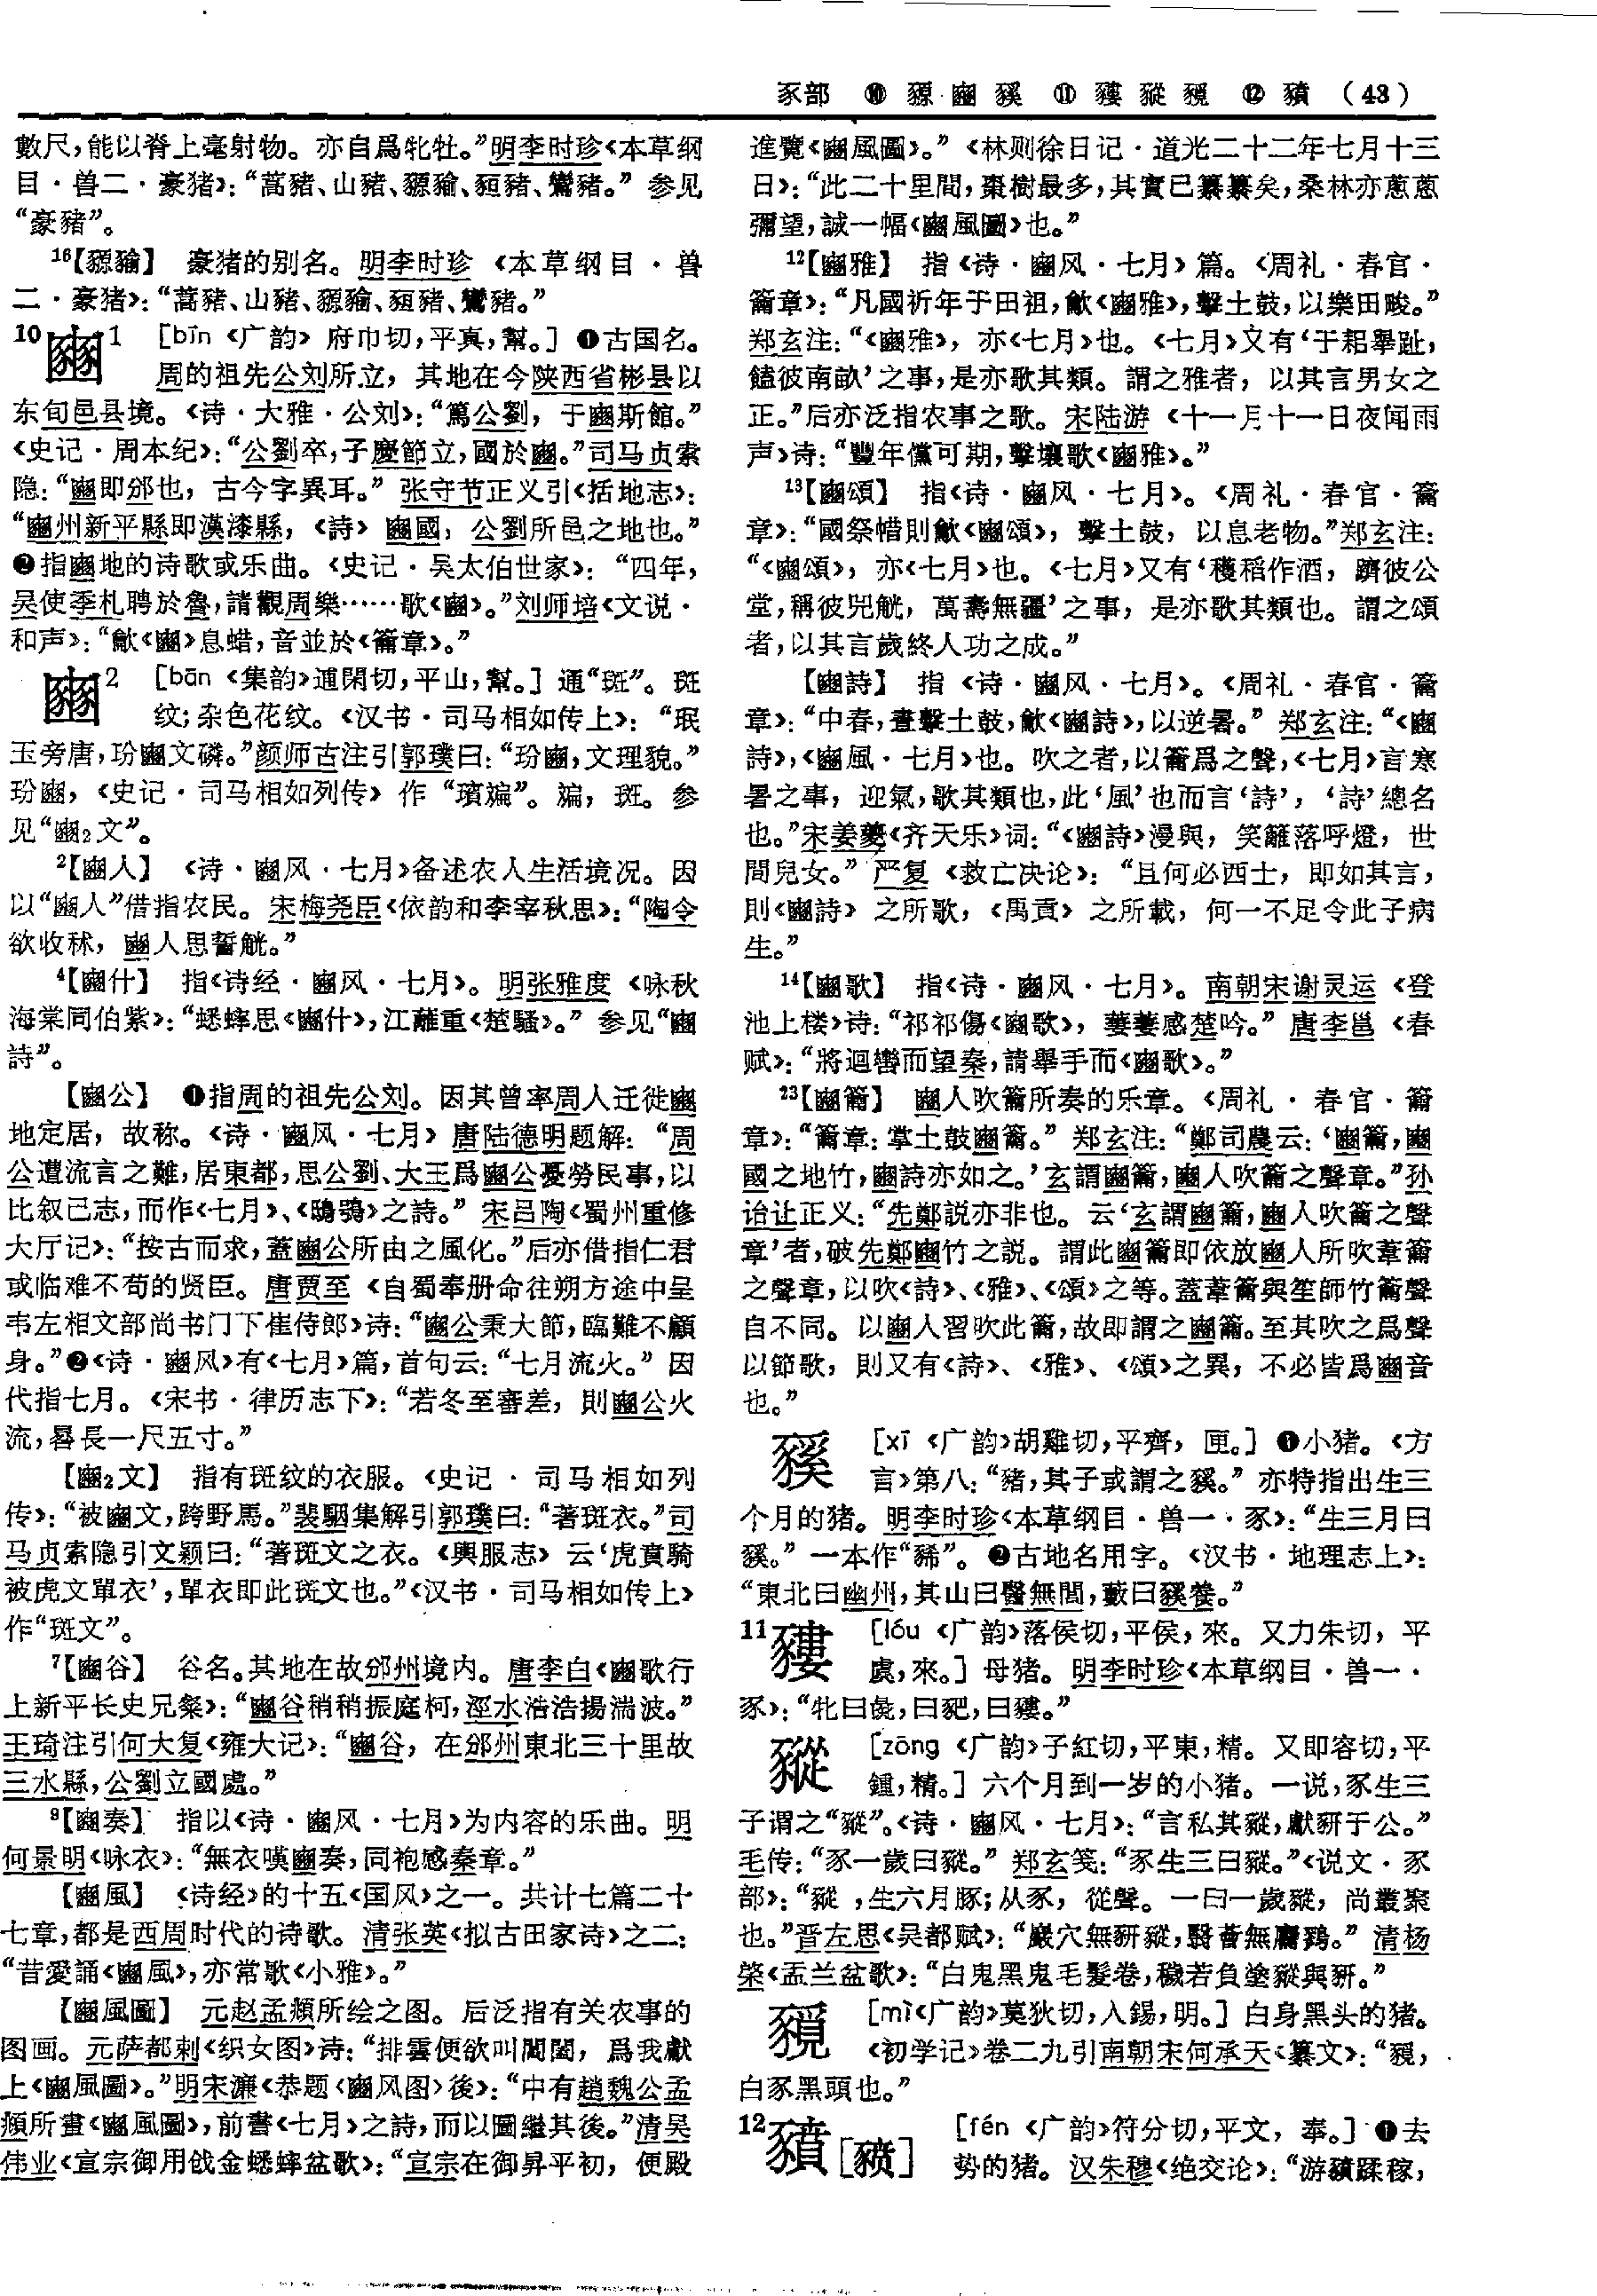 豕部 ⑩ 豲 豳 豯 ⑪ 貗 豵 䝠 ⑫ 豶 (43)
數尺，能以脊上毫射物。亦自爲牝牡。”明李时珍《本草纲
目·兽二·豪猪》：“蒿豬、山豬、豲貐、豲豬、鸞豬。”参见
“豪豬”。
16【豲貐】 豪猪的别名。明李时珍《本草纲目·兽
二·豪猪》：“蒿豬、山豬、豲貐、豲豬、鸞豬。”
10豳1 [bīn《广韵》府巾切，平真，幫。]❶古国名。
周的祖先公刘所立，其地在今陕西省彬县以
东旬邑县境。《诗·大雅·公刘》：“篤公劉，于豳斯館。”
《史记·周本纪》：“公劉卒，子慶節立，國於豳。”司马贞索
隐：“豳即邠也，古今字異耳。”张守节正义引《括地志》：
“豳州新平縣即漢漆縣，《詩》豳國，公劉所邑之地也。”
❷指豳地的诗歌或乐曲。《史记·吴太伯世家》：“四年，
吴使季札聘於魯，請觀周樂……歌《豳》。”刘师培《文说·
和声》：“龡《豳》息蜡，音並於《籥章》。”
豳2 [bān《集韵》逋閑切，平山，幫。]通“斑”。斑
纹；杂色花纹。《汉书·司马相如传上》：“珉
玉旁唐，玢豳文磷。”颜师古注引郭璞曰：“玢豳，文理貌。”
玢豳，《史记·司马相如列传》作“璸斒”。斒，斑。参
见“豳2文”。
2【豳人】 《诗·豳风·七月》备述农人生活境况。因
以“豳人”借指农民。宋梅尧臣《依韵和李宰秋思》：“陶令
欲收秫，豳人思誓觥。”
4【豳什】 指《诗经·豳风·七月》。明张雅度《咏秋
海棠同伯紫》：“蟋蟀思《豳什》，江蘺重《楚騷》。”参见“豳
詩”。
【豳公】 ❶指周的祖先公刘。因其曾率周人迁徙豳
地定居，故称。《诗·豳风·七月》唐陆德明题解：“周
公遭流言之難，居東都，思公劉、大王爲豳公憂勞民事，以
比叙己志，而作《七月》、《鴟鴞》之詩。”宋吕陶《蜀州重修
大厅记》：“按古而求，蓋豳公所由之風化。”后亦借指仁君
或临难不苟的贤臣。唐贾至《自蜀奉册命往朔方途中呈
韦左相文部尚书门下崔侍郎》诗：“豳公秉大節，臨難不顧
身。”❷《诗·豳风》有《七月》篇，首句云：“七月流火。”因
代指七月。《宋书·律历志下》：“若冬至審差，則豳公火
流，晷長一尺五寸。”
【豳2文】 指有斑纹的衣服。《史记·司马相如列
传》：“被豳文，跨野馬。”裴駰集解引郭璞曰：“著斑衣。”司
马贞索隐引文颖曰：“著斑文之衣。《輿服志》云‘虎賁騎
被虎文單衣’，單衣即此斑文也。”《汉书·司马相如传上》
作“斑文”。
7【豳谷】 谷名。其地在故邠州境内。唐李白《豳歌行
上新平长史兄粲》：“豳谷稍稍振庭柯，涇水浩浩揚湍波。”
王琦注引何大复《雍大记》：“豳谷，在邠州東北三十里故
三水縣，公劉立國處。”
9【豳奏】 指以《诗·豳风·七月》为内容的乐曲。明
何景明《咏衣》：“無衣嘆豳奏，同袍感秦章。”
【豳風】 《诗经》的十五《国风》之一。共计七篇二十
七章，都是西周时代的诗歌。清张英《拟古田家诗》之二：
“昔愛誦《豳風》，亦常歌《小雅》。”
【豳風圖】 元赵孟頫所绘之图。后泛指有关农事的
图画。元萨都剌《织女图》诗：“排雲便欲叫閶闔，爲我獻
上《豳風圖》。”明宋濂《恭题《豳风图》後》：“中有趙魏公孟
頫所畫《豳風圖》，前書《七月》之詩，而以圖繼其後。”清吴
伟业《宣宗御用戗金蟋蟀盆歌》：“宣宗在御昇平初，便殿
進覽《豳風圖》。”《林则徐日记·道光二十二年七月十三
日》：“此二十里間，棗樹最多，其實已纂纂矣，桑林亦蔥蔥
彌望，誠一幅《豳風圖》也。”
12【豳雅】 指《诗·豳风·七月》篇。《周礼·春官·
籥章》：“凡國祈年于田祖，龡《豳雅》，擊土鼓，以樂田畯。”
郑玄注：“《豳雅》，亦《七月》也。《七月》又有‘于耜舉趾，
饁彼南畝’之事，是亦歌其類。謂之雅者，以其言男女之
正。”后亦泛指农事之歌。宋陆游《十一月十一日夜闻雨
声》诗：“豐年儻可期，擊壤歌《豳雅》。”
13【豳頌】 指《诗·豳风·七月》。《周礼·春官·籥
章》：“國祭蜡則龡《豳頌》，擊土鼓，以息老物。”郑玄注：
“《豳頌》，亦《七月》也。《七月》又有‘穫稻作酒，躋彼公
堂，稱彼兕觥，萬壽無疆’之事，是亦歌其類也。謂之頌
者，以其言歲終人功之成。”
【豳詩】 指《诗·豳风·七月》。《周礼·春官·籥
章》：“中春，晝擊土鼓，龡《豳詩》，以逆暑。”郑玄注：“《豳
詩》，《豳風·七月》也。吹之者，以籥爲之聲，《七月》言寒
暑之事，迎氣，歌其類也，此‘風’也而言‘詩’，‘詩’總名
也。”宋姜夔《齐天乐》词：“《豳詩》漫與，笑籬落呼燈，世
間兒女。”严复《救亡决论》：“且何必西士，即如其言，
則《豳詩》之所歌，《禹貢》之所載，何一不足令此子病
生。”
14【豳歌】 指《诗·豳风·七月》。南朝宋谢灵运《登
池上楼》诗：“祁祁傷《豳歌》，萋萋感楚吟。”唐李邕《春
赋》：“將迴轡而望秦，請舉手而《豳歌》。”
23【豳籥】 豳人吹籥所奏的乐章。《周礼·春官·籥
章》：“籥章：掌土鼓豳籥。”郑玄注：“鄭司農云：‘豳籥，豳
國之地竹，豳詩亦如之。’玄謂豳籥，豳人吹籥之聲章。”孙
诒让正义：“先鄭説亦非也。云‘玄謂豳籥，豳人吹籥之聲
章’者，破先鄭豳竹之説。謂此豳籥即依放豳人所吹葦籥
之聲章，以吹《詩》、《雅》、《頌》之等。蓋葦籥與笙師竹籥聲
自不同。以豳人習吹此籥，故即謂之豳籥。至其吹之爲聲
以節歌，則又有《詩》、《雅》、《頌》之異，不必皆爲豳音
也。”
豯 [xī《广韵》胡雞切，平齊，匣。]❶小猪。《方
言》第八：“豬，其子或謂之豯。”亦特指出生三
个月的猪。明李时珍《本草纲目·兽一·豕》：“生三月曰
豯。”一本作“豨”。❷古地名用字。《汉书·地理志上》：
“東北曰幽州，其山曰醫無閭，藪曰豯養。”
11貗 [lóu《广韵》落侯切，平侯，來。又力朱切，平
虞，來。]母猪。明李时珍《本草纲目·兽一·
豕》：“牝曰彘，曰豝，曰貗。”
豵 [zōng《广韵》子紅切，平東，精。又即容切，平
鍾，精。]六个月到一岁的小猪。一说，豕生三
子谓之“豵”。《诗·豳风·七月》：“言私其豵，獻豜于公。”
毛传：“豕一歲曰豵。”郑玄笺：“豕生三曰豵。”《说文·豕
部》：“豵，生六月豚；从豕，從聲。一曰一歲豵，尚叢聚
也。”晋左思《吴都赋》：“巖穴無豜豵，翳薈無麢鷚。”清杨
棨《盂兰盆歌》：“白鬼黑鬼毛髮卷，穢若負塗豵與豜。”
䝠 [mì《广韵》莫狄切，入錫，明。]白身黑头的猪。
《初学记》卷二九引南朝宋何承天《纂文》：“䝠，
白豕黑頭也。”
12豶[豮] [fén《广韵》符分切，平文，奉。]❶去
势的猪。汉朱穆《绝交论》：“游豶蹂稼，